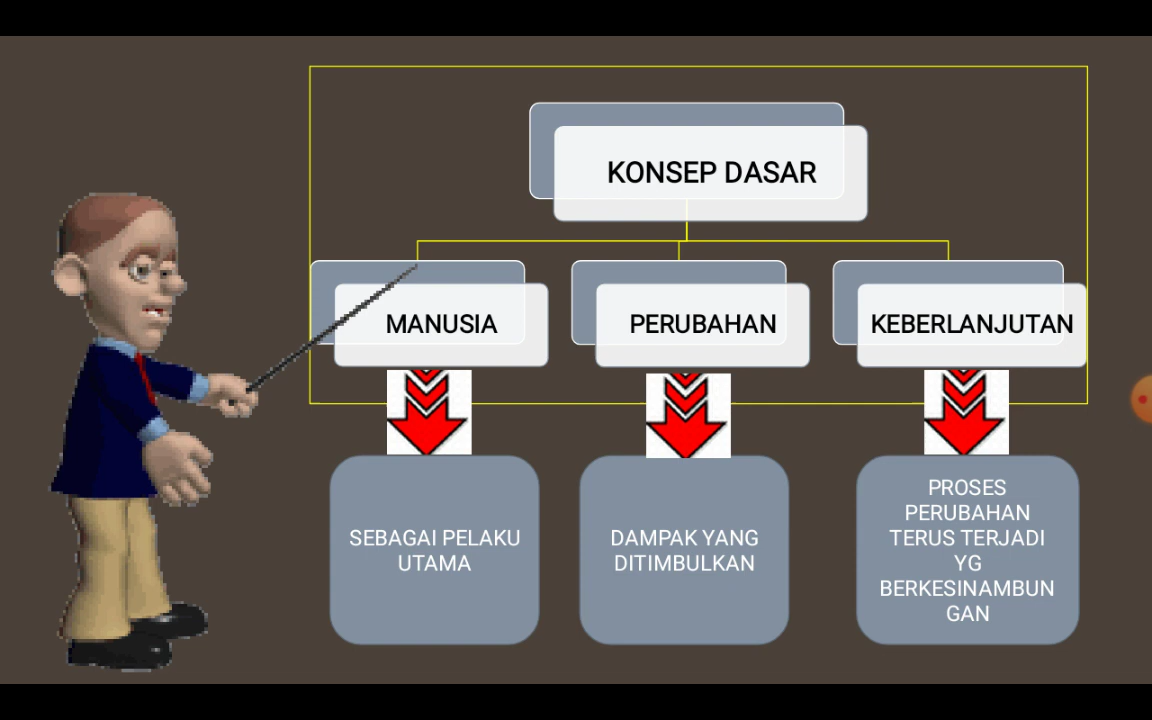 KONSEP DASAR
MANUSIA
PERUBAHAN
KEBERLANJUTAN
SEBAGAI PELAKU
UTAMA
DAMPAK YANG
DITIMBULKAN
PROSES
PERUBAHAN
TERUS TERJADI
YG
BERKESINAMBUN
GAN